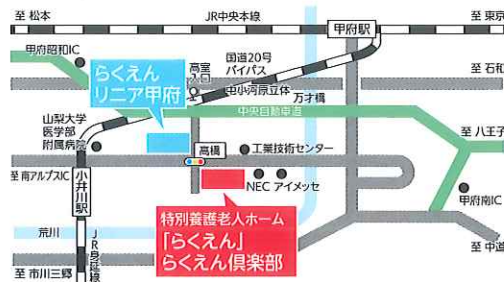 至 松本
JR中央本線
甲府駅
至 東京
甲府昭和IC
高室
入口
国道20号
バイパス
至 石和
らくえん
リニア甲府
中小河原立体
万才橋
中央自動車道
山梨大学
医学部
附属病院
高橋
工業技術センター
至 八王子
至 南アルプスIC
小井川駅
NEC アイメッセ
甲府南IC
特別養護老人ホーム
「らくえん」
らくえん倶楽部
荒川
JR身延線
至 市川三郷
至 中道